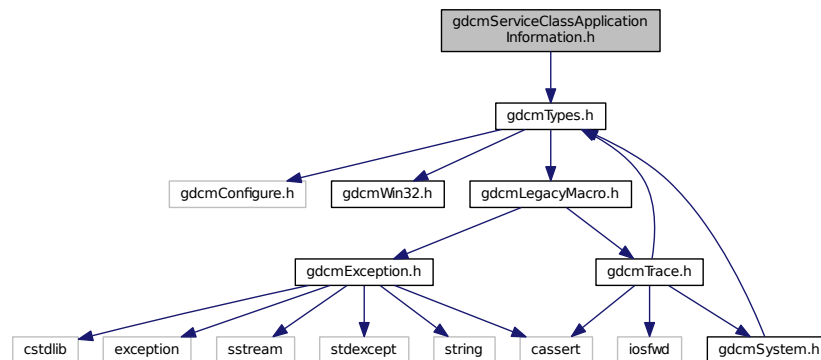 gdcmServiceClassApplication
Information.h
gdcmTypes.h
gdcmConfigure.h
gdcmWin32.h
gdcmLegacyMacro.h
gdcmException.h
gdcmTrace.h
cstdlib
exception
sstream
stdexcept
string
cassert
iosfwd
gdcmSystem.h